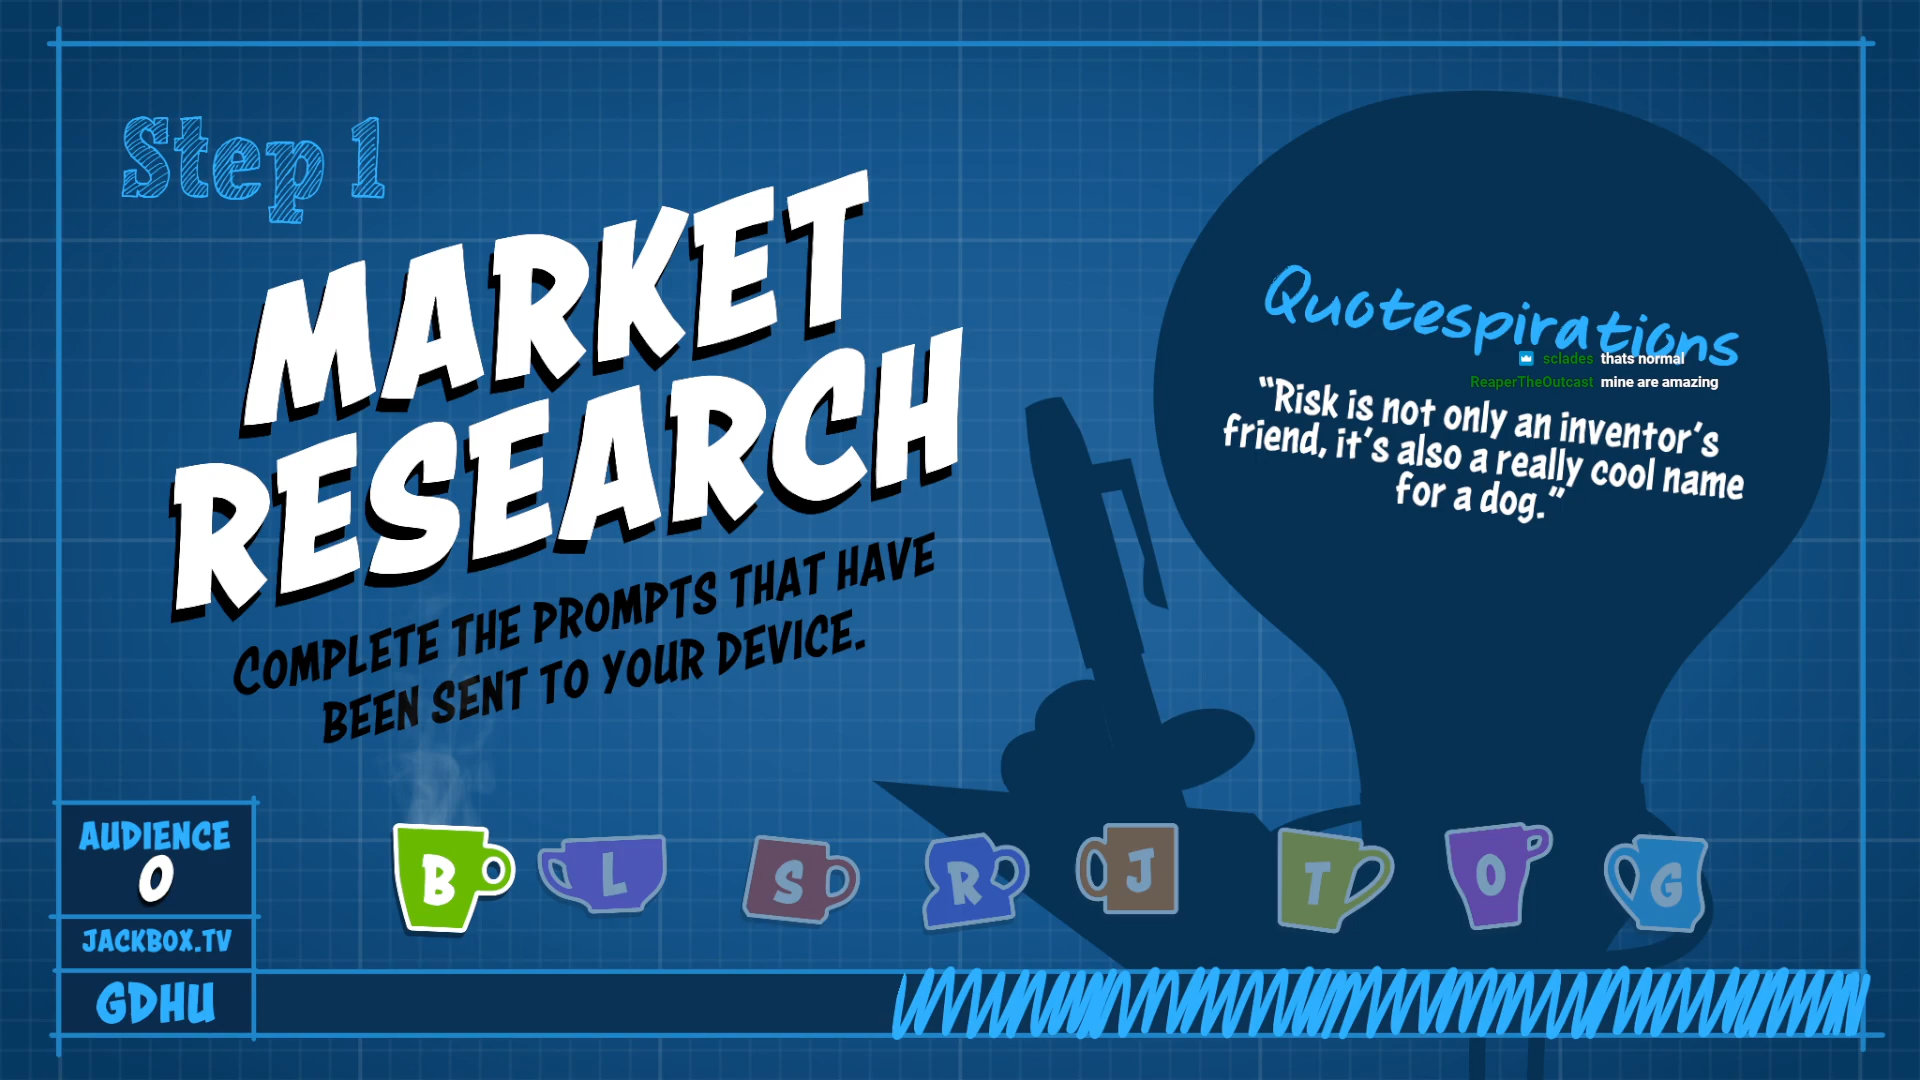 Step 1
MARKET
RESEARCH
COMPLETE THE PROMPTS THAT HAVE
BEEN SENT TO YOUR DEVICE.
Quotespirations
sclades thats normal
ReaperTheOutcast mine are amazing
“Risk is not only an inventor’s
friend, it’s also a really cool name
for a dog.”
AUDIENCE
0
JACKBOX.TV
GDHU
B L S R J T O G